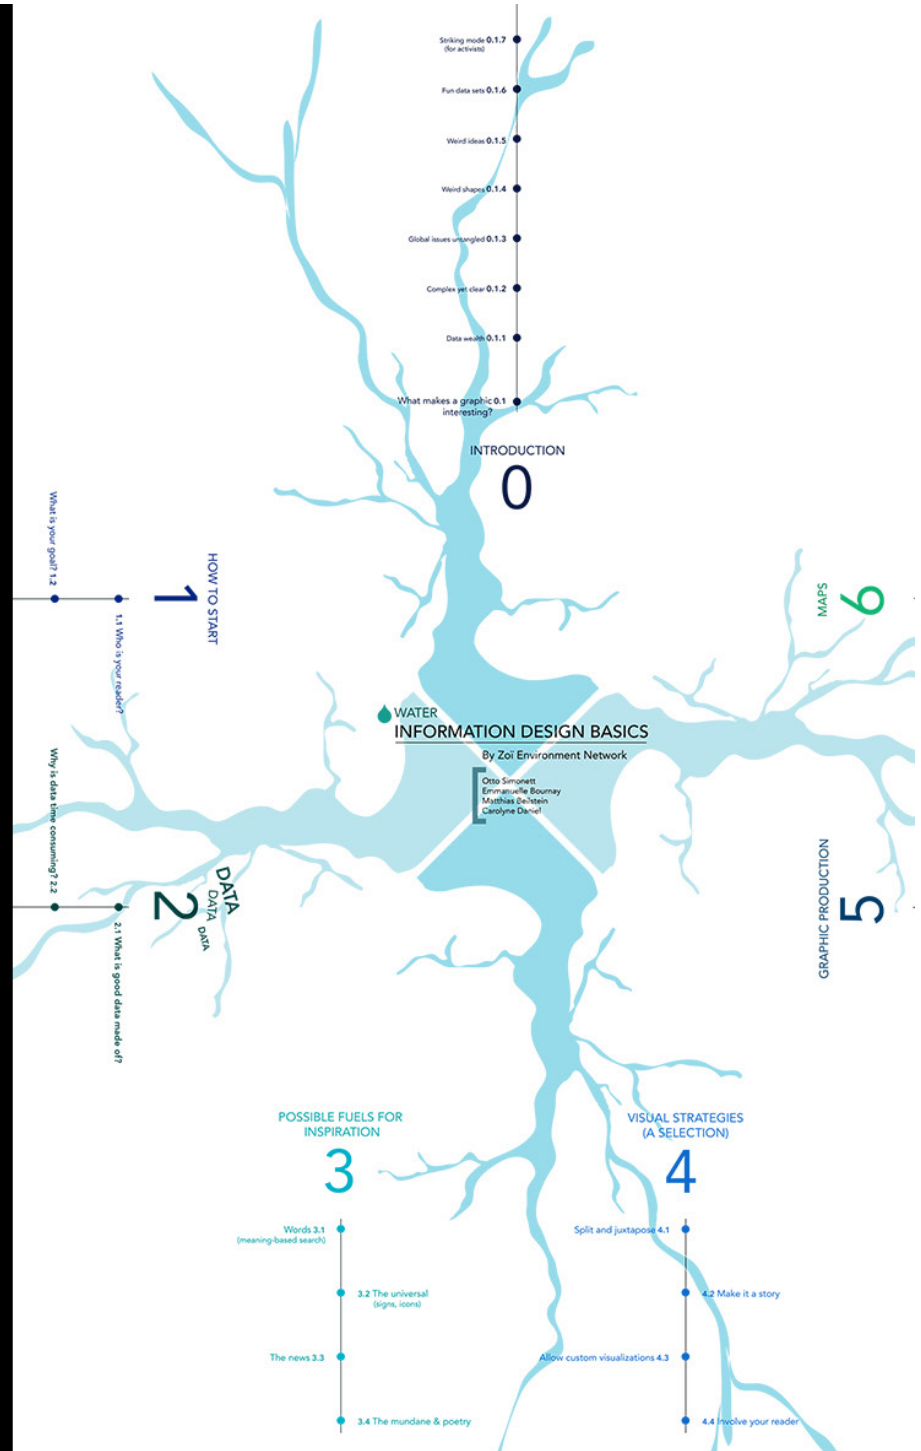 Striking mode 0.1.7
(for activists)
Fun data sets 0.1.6
Weird ideas 0.1.5
Weird shapes 0.1.4
Global issues untangled 0.1.3
Complex yet clear 0.1.2
Data wealth 0.1.1
What makes a graphic 0.1
interesting?
INTRODUCTION
0
HOW TO START
1
1.1 Who is your reader?
What is your goal? 1.2
MAPS
6
WATER
INFORMATION DESIGN BASICS
By Zoï Environment Network
Otto Simonett
Emmanuelle Bournay
Matthias Beilstein
Carolyne Daniel
DATA
DATA
DATA
2
2.1 What is good data made of?
Why is data time consuming? 2.2
GRAPHIC PRODUCTION
5
POSSIBLE FUELS FOR
INSPIRATION
3
Words 3.1
(meaning-based search)
3.2 The universal
(signs, icons)
The news 3.3
3.4 The mundane & poetry
VISUAL STRATEGIES
(A SELECTION)
4
Split and juxtapose 4.1
4.2 Make it a story
Allow custom visualizations 4.3
4.4 Involve your reader